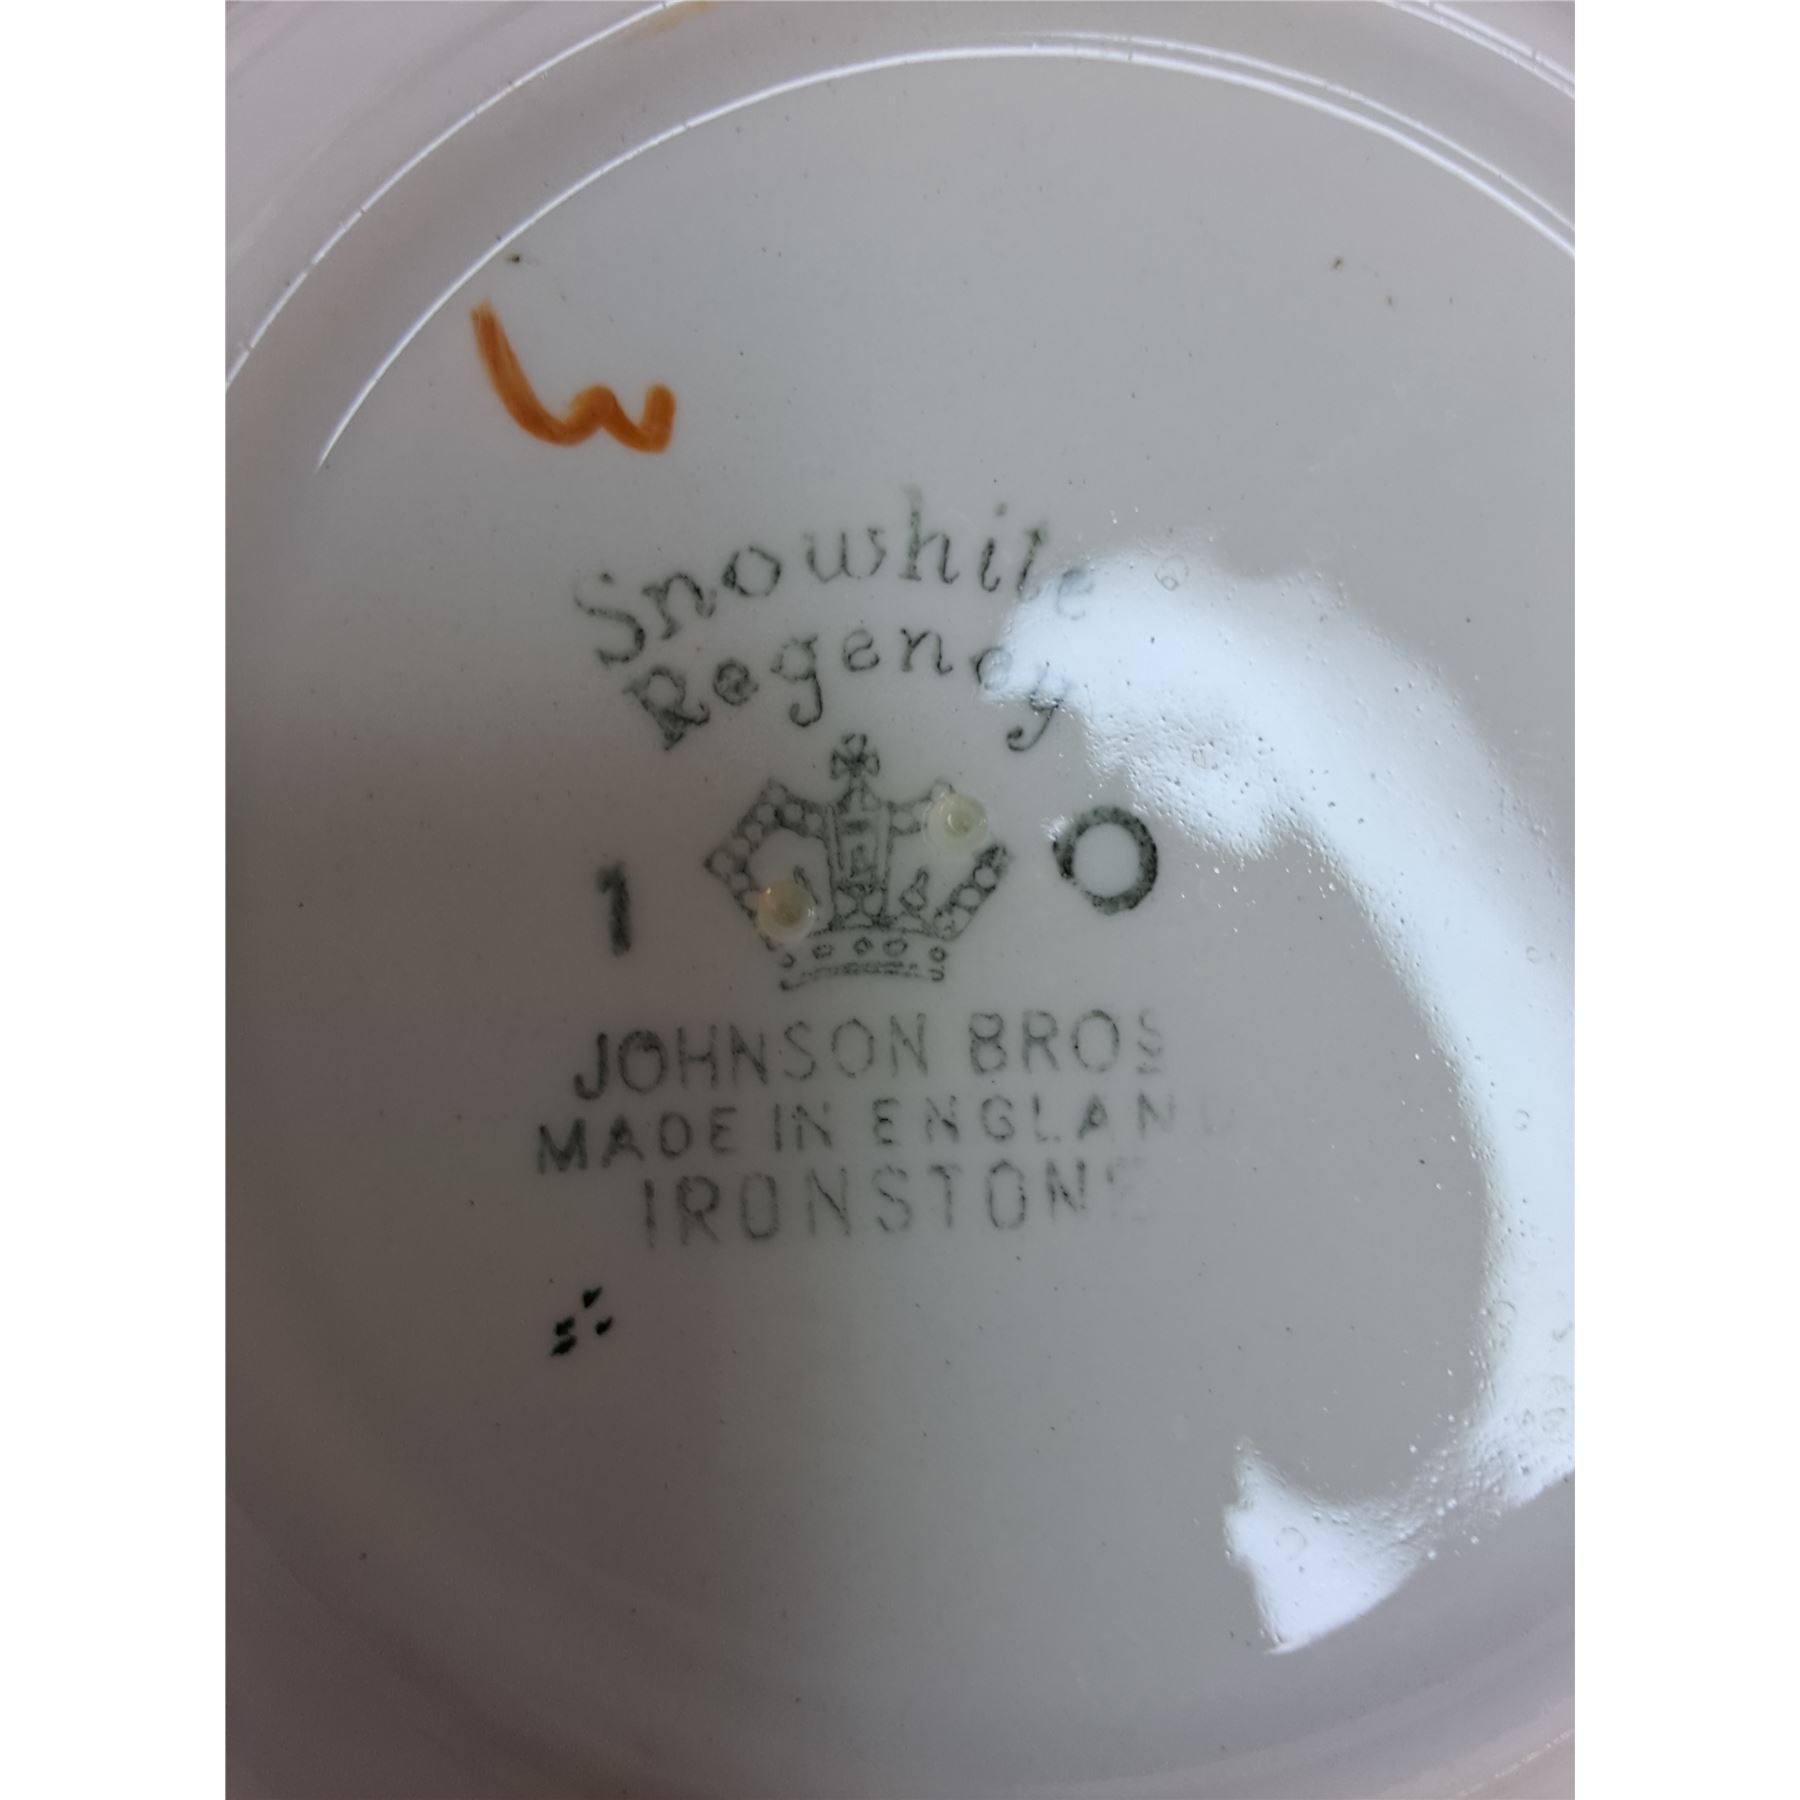 Snowhite
Regency
1 O
JOHNSON BROS
MADE IN ENGLAND
IRONSTONE